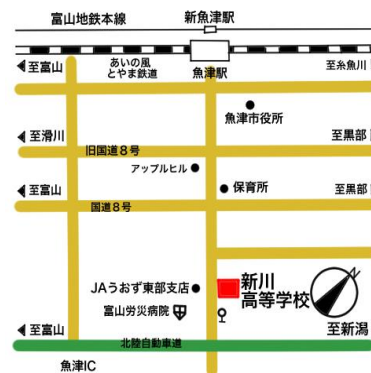 富山地鉄本線
新魚津駅
至富山
あいの風
とやま鉄道
魚津駅
至糸魚川
魚津市役所
至滑川
至黒部
旧国道8号
アップルヒル
至富山
保育所
至黒部
国道8号
JAうおず東部支店
新川
高等学校
富山労災病院
N
至富山
至新潟
北陸自動車道
魚津IC